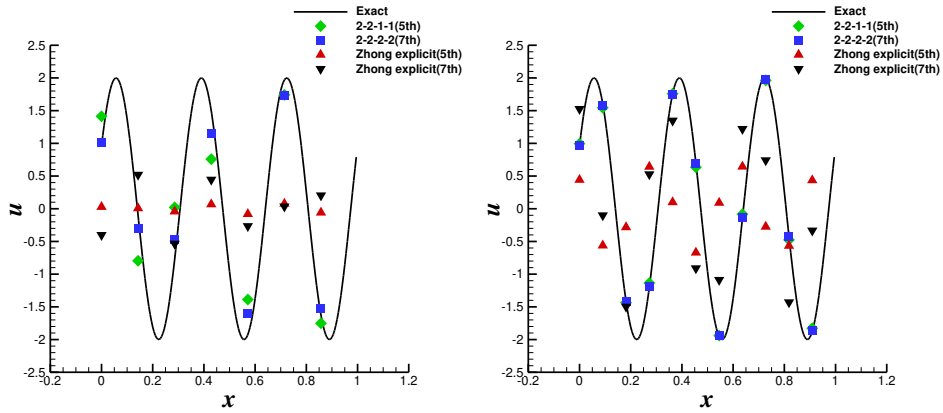 Exact
2-2-1-1(5th)
2-2-2-2(7th)
Zhong explicit(5th)
Zhong explicit(7th)
2.5
2
1.5
1
0.5
0
-0.5
-1
-1.5
-2
-2.5
u
-0.2
0
0.2
0.4
0.6
0.8
1
1.2
x
Exact
2-2-1-1(5th)
2-2-2-2(7th)
Zhong explicit(5th)
Zhong explicit(7th)
2.5
2
1.5
1
0.5
0
-0.5
-1
-1.5
-2
-2.5
u
-0.2
0
0.2
0.4
0.6
0.8
1
1.2
x